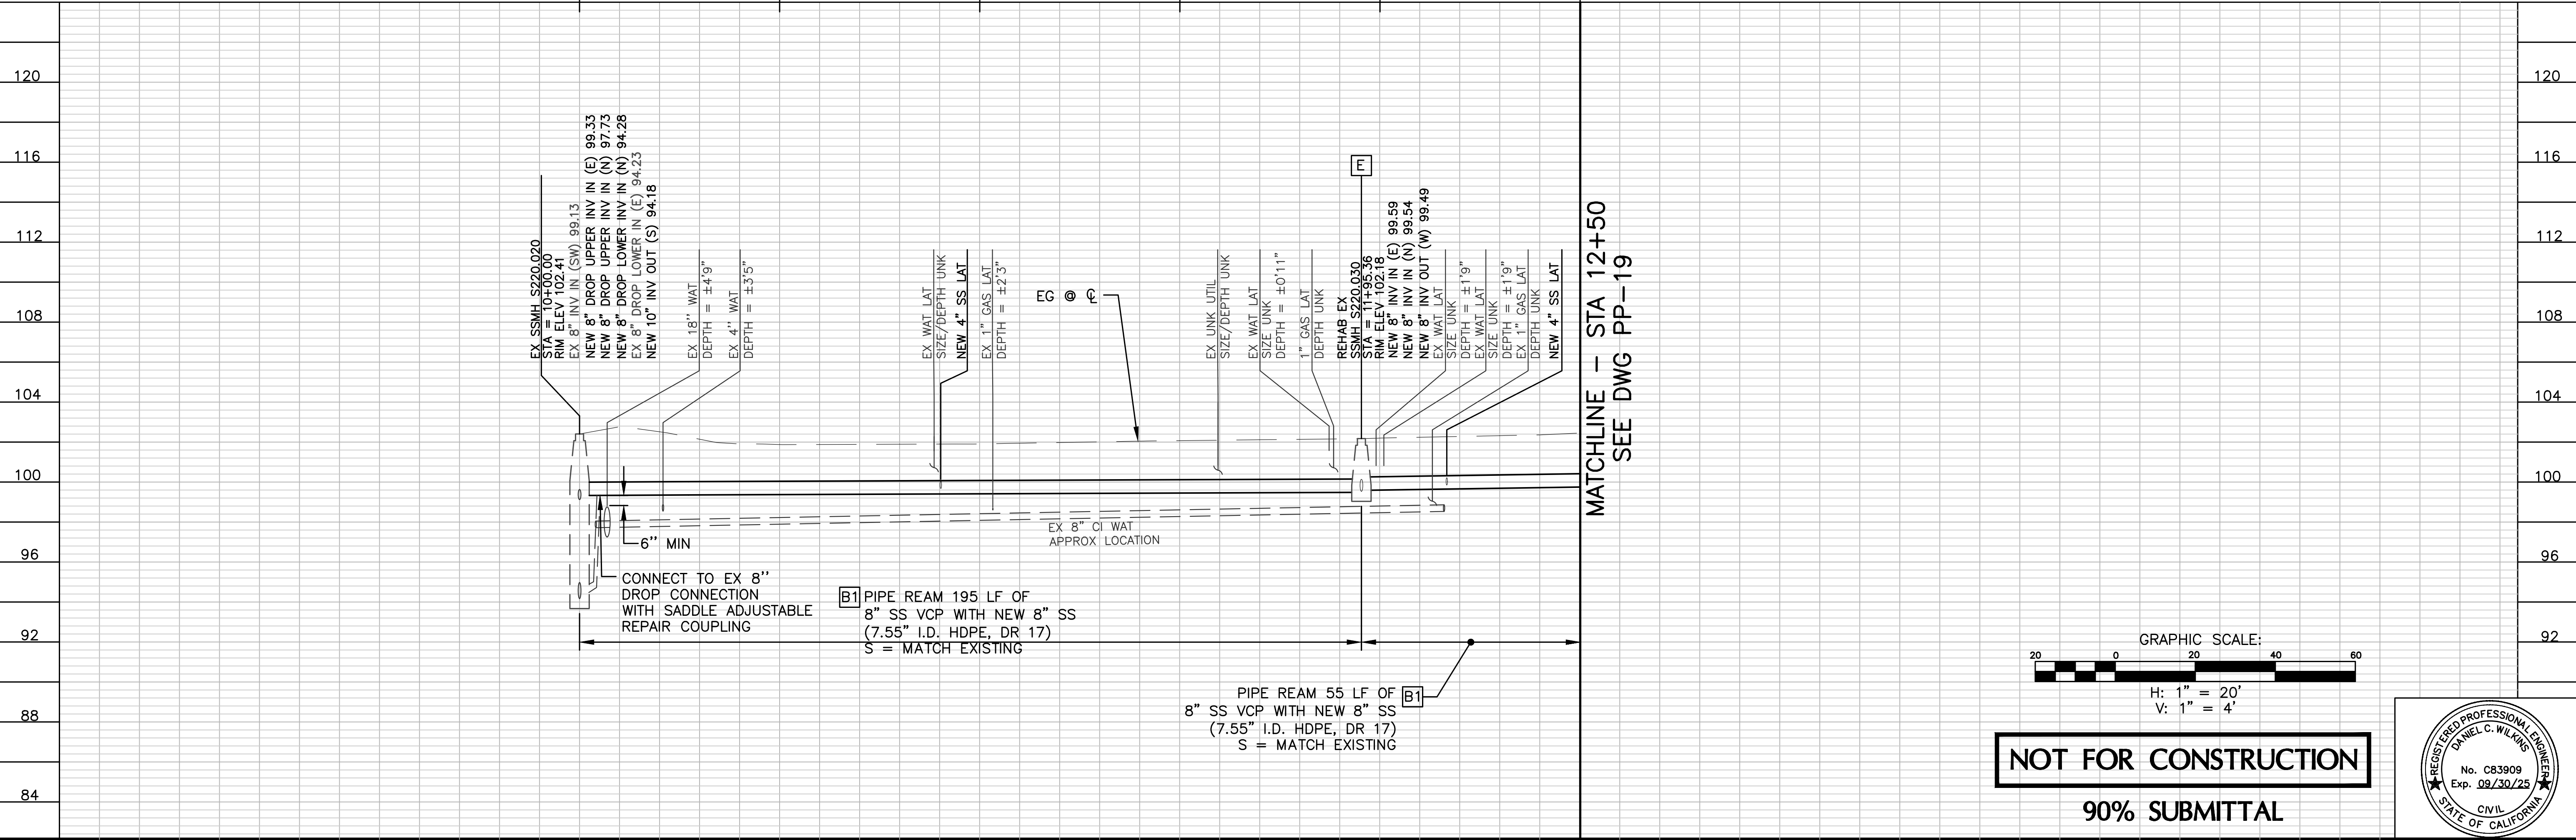 120
116
112
108
104
100
96
92
88
84
EX SSMH S220.020
STA = 10+00.00
RIM ELEV 102.41
EX 8" INV IN (SW) 99.13
NEW 8" DROP UPPER INV IN (E) 99.33
NEW 8" DROP UPPER INV IN (N) 97.73
NEW 8" DROP LOWER INV IN (N) 94.28
EX 8" DROP LOWER IN (E) 94.23
NEW 10" INV OUT (S) 94.18
EX 18" WAT
DEPTH = ±4'9"
EX 4" WAT
DEPTH = ±3'5"
EX WAT LAT
SIZE/DEPTH UNK
NEW 4" SS LAT
EX 1" GAS LAT
DEPTH = ±2'3"
EG @ ℄
EX UNK UTIL
SIZE/DEPTH UNK
EX WAT LAT
SIZE UNK
DEPTH = ±0'11"
1" GAS LAT
DEPTH UNK
E
REHAB EX
SSMH S220.030
STA = 11+95.36
RIM ELEV 102.18
NEW 8" INV IN (E) 99.59
NEW 8" INV IN (N) 99.54
NEW 8" INV OUT (W) 99.49
EX WAT LAT
SIZE UNK
DEPTH = ±1'9"
EX WAT LAT
SIZE UNK
DEPTH = ±1'9"
EX 1" GAS LAT
DEPTH UNK
NEW 4" SS LAT
MATCHLINE - STA 12+50
SEE DWG PP-19
6" MIN
EX 8" CI WAT
APPROX LOCATION
CONNECT TO EX 8"
DROP CONNECTION
WITH SADDLE ADJUSTABLE
REPAIR COUPLING
B1 PIPE REAM 195 LF OF
8" SS VCP WITH NEW 8" SS
(7.55" I.D. HDPE, DR 17)
S = MATCH EXISTING
PIPE REAM 55 LF OF B1
8" SS VCP WITH NEW 8" SS
(7.55" I.D. HDPE, DR 17)
S = MATCH EXISTING
120
116
112
108
104
100
96
92
88
84
GRAPHIC SCALE:
20 0 20 40 60
H: 1" = 20'
V: 1" = 4'
NOT FOR CONSTRUCTION
90% SUBMITTAL
REGISTERED PROFESSIONAL ENGINEER
DANIEL C. WILKINS
No. C83909
Exp. 09/30/25
CIVIL
STATE OF CALIFORNIA